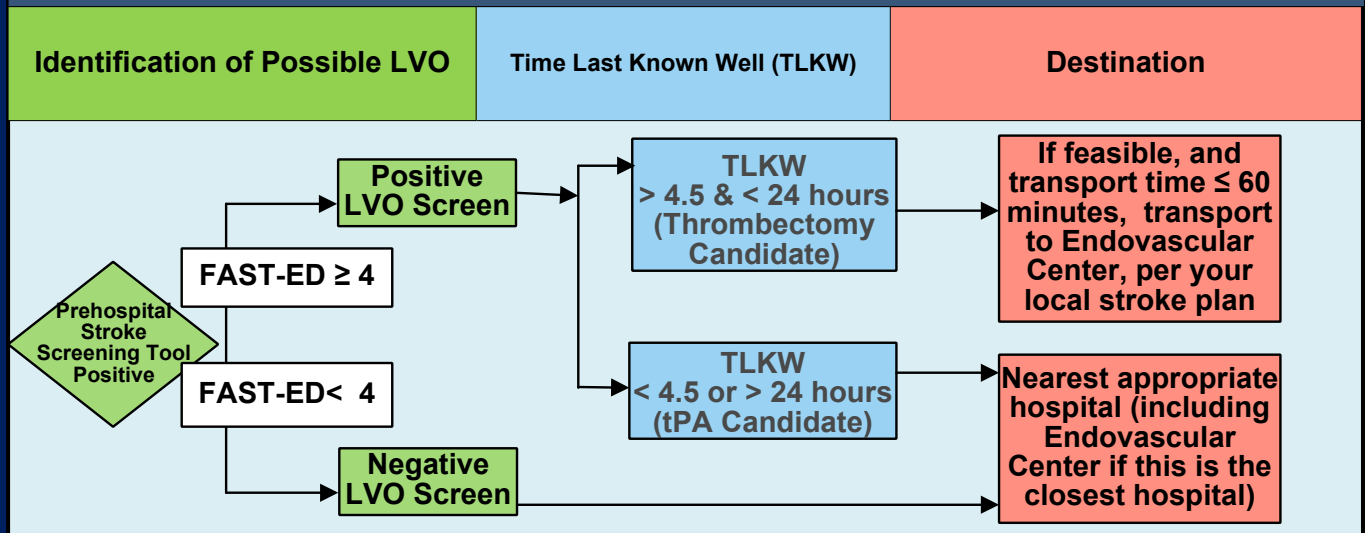 Identification of Possible LVO
Time Last Known Well (TLKW)
Destination
Prehospital
Stroke
Screening Tool
Positive
FAST-ED ≥ 4
FAST-ED< 4
Positive
LVO Screen
Negative
LVO Screen
TLKW
> 4.5 & < 24 hours
(Thrombectomy
Candidate)
TLKW
< 4.5 or > 24 hours
(tPA Candidate)
If feasible, and
transport time ≤ 60
minutes, transport
to Endovascular
Center, per your
local stroke plan
Nearest appropriate
hospital (including
Endovascular
Center if this is the
closest hospital)